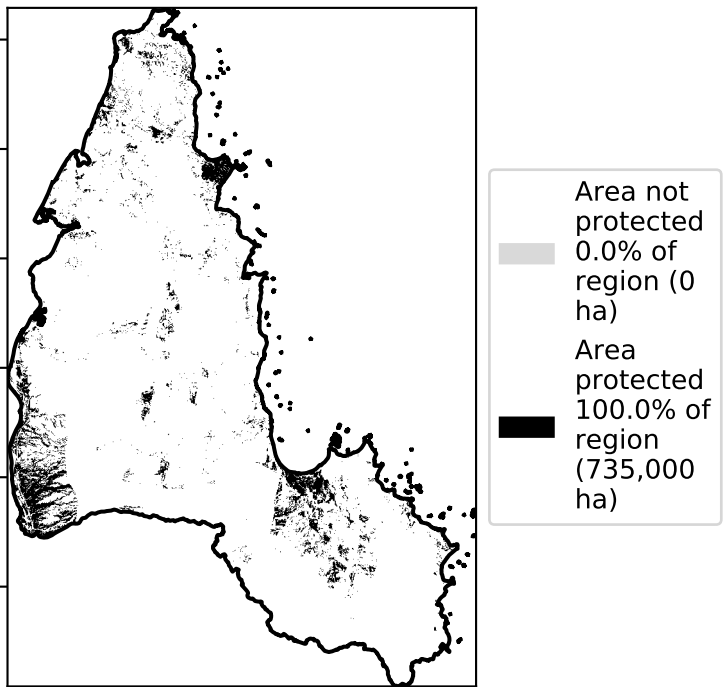 Area not
protected
0.0% of
region (0
ha)
Area
protected
100.0% of
region
(735,000
ha)